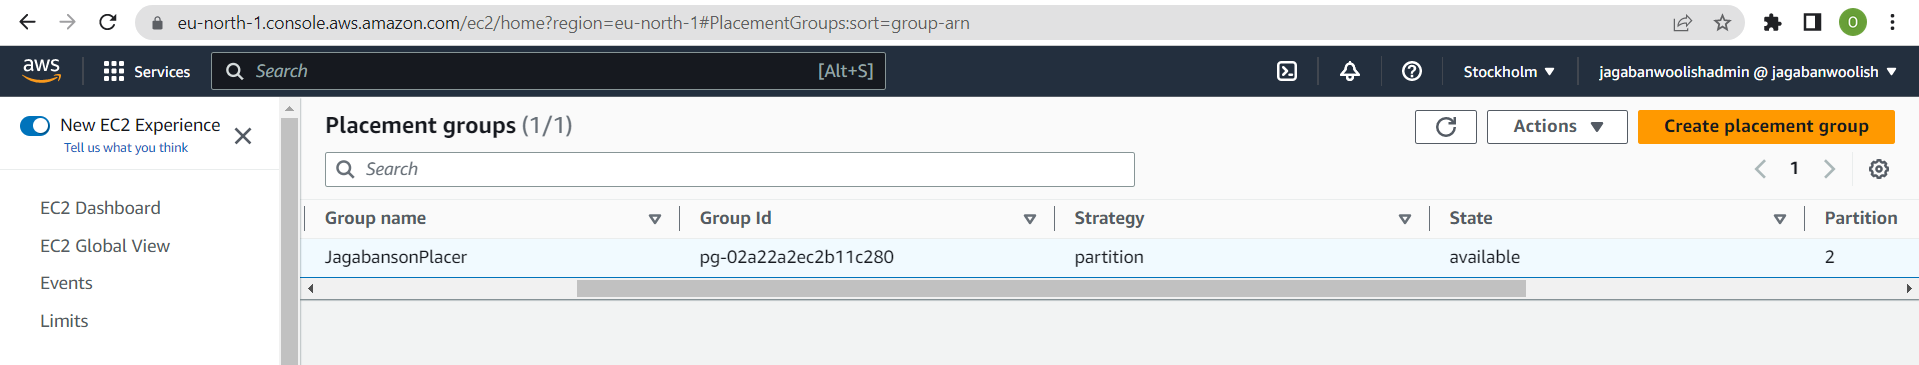 eu-north-1.console.aws.amazon.com/ec2/home?region=eu-north-1#PlacementGroups:sort=group-arn
O
aws
Services
Search
[Alt+S]
Stockholm
jagabanwoolishadmin @ jagabanwoolish
New EC2 Experience
Tell us what you think
EC2 Dashboard
EC2 Global View
Events
Limits
Placement groups (1/1)
Actions
Create placement group
Search
1
Group name Group Id Strategy State Partition
JagabansonPlacer pg-02a22a2ec2b11c280 partition available 2